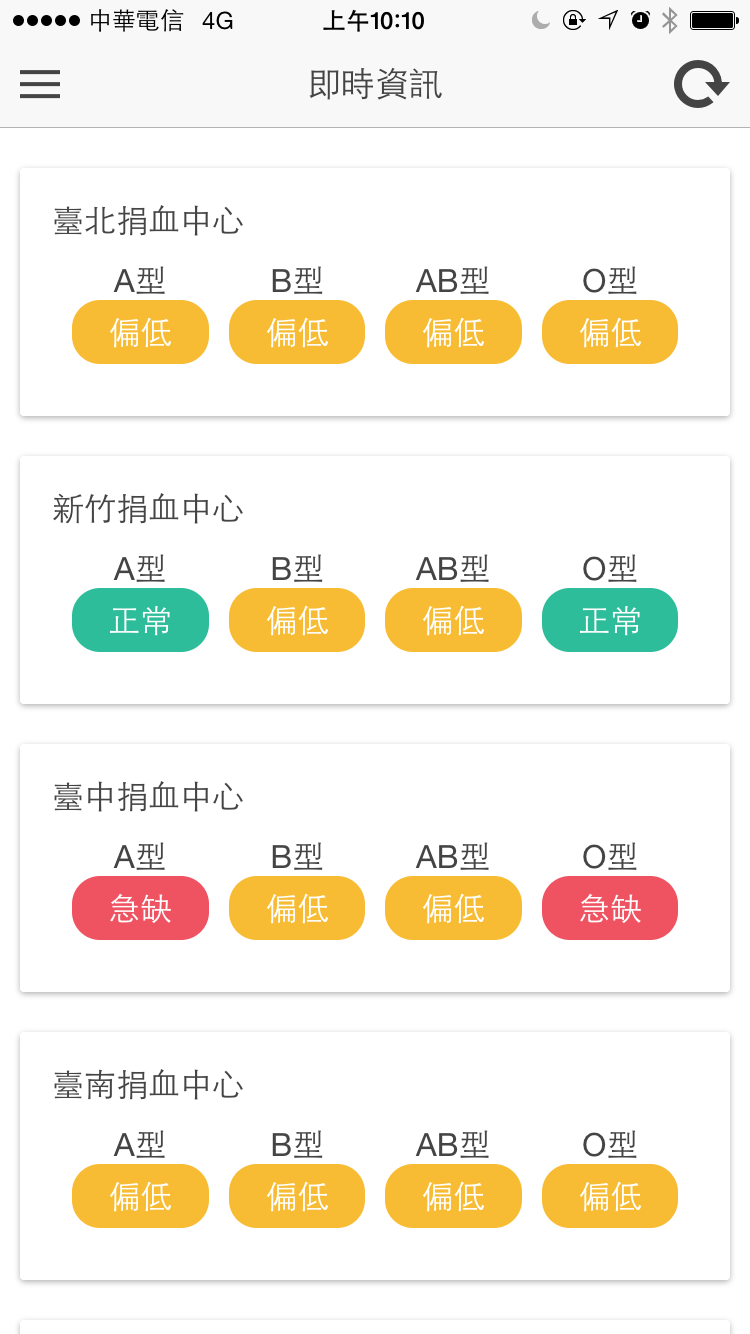 中華電信 4G 上午10:10
即時資訊
臺北捐血中心
A型 B型 AB型 O型
偏低 偏低 偏低 偏低
新竹捐血中心
A型 B型 AB型 O型
正常 偏低 偏低 正常
臺中捐血中心
A型 B型 AB型 O型
急缺 偏低 偏低 急缺
臺南捐血中心
A型 B型 AB型 O型
偏低 偏低 偏低 偏低